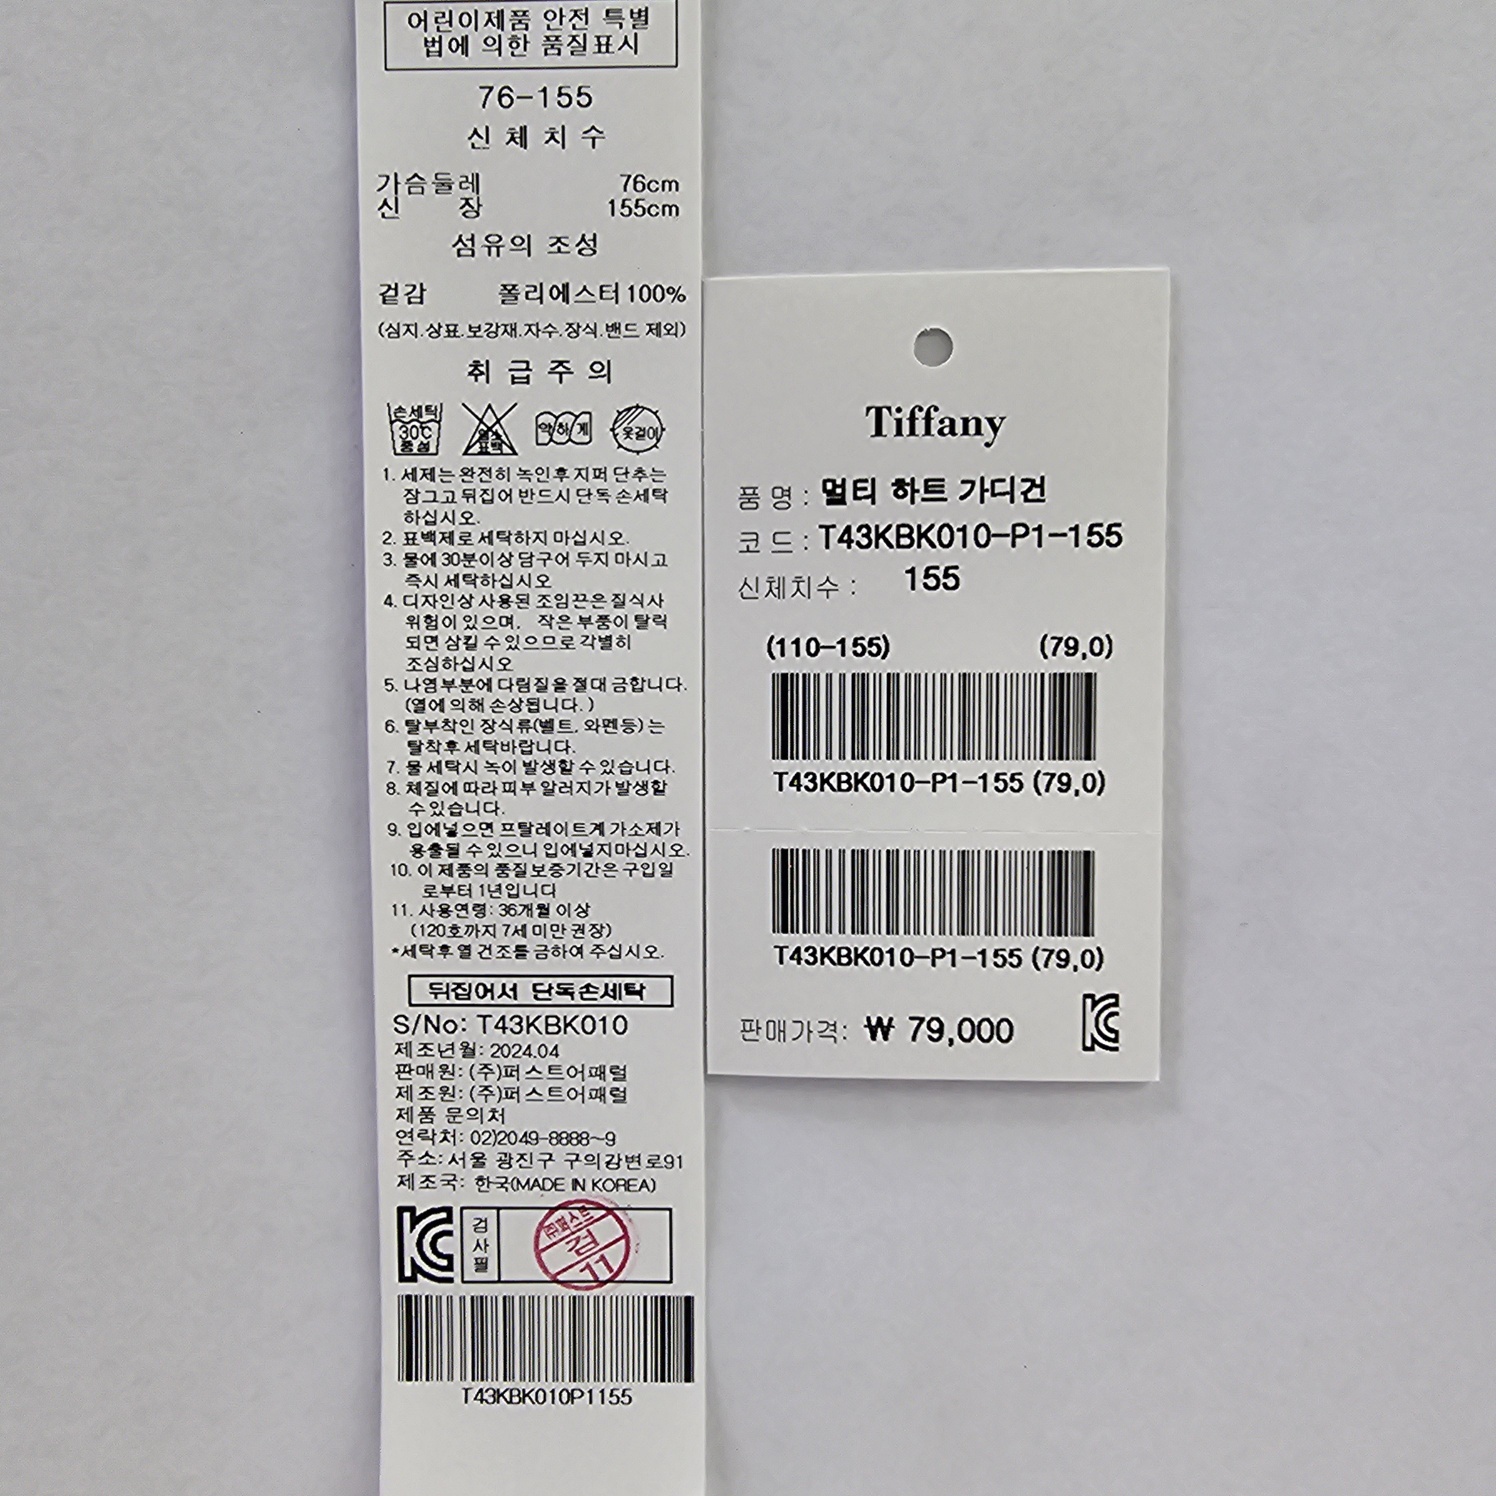 어린이제품 안전 특별
법에 의한 품질표시
76-155
신체치수
가슴둘레 76cm
신 장 155cm
섬유의 조성
겉감 폴리에스터 100%
(심지.상표.보강재.자수.장식.밴드 제외)
취급주의
손세탁 30℃ 중성
염소 표백
약하게
옷걸이
1. 세제는 완전히 녹인후 지퍼 단추는
잠그고 뒤집어 반드시 단독 손세탁
하십시오.
2. 표백제로 세탁하지 마십시오.
3. 물에 30분이상 담구어 두지 마시고
즉시 세탁하십시오
4. 디자인상 사용된 조임끈은 질식사
위험이 있으며, 작은 부품이 탈락
되면 삼킬 수 있으므로 각별히
조심하십시오
5. 나염부분에 다림질을 절대 금합니다.
(열에 의해 손상됩니다.)
6. 탈부착인 장식류(벨트, 와펜등)는
탈착후 세탁바랍니다.
7. 물 세탁시 녹이 발생할 수 있습니다.
8. 체질에 따라 피부 알러지가 발생할
수 있습니다.
9. 입에넣으면 프탈레이트계 가소제가
용출될 수 있으니 입에넣지마십시오.
10. 이 제품의 품질보증기간은 구입일
로부터 1년입니다
11. 사용연령: 36개월 이상
(120호까지 7세 미만 권장)
*세탁후 열 건조를 금하여 주십시오.
뒤집어서 단독손세탁
S/No: T43KBK010
제조년월: 2024.04
판매원: (주)퍼스트어패럴
제조원: (주)퍼스트어패럴
제품 문의처
연락처: 02)2049-8888~9
주소: 서울 광진구 구의강변로91
제조국: 한국(MADE IN KOREA)
KC 검사필 (주)퍼스트 검 11
T43KBK010P1155
Tiffany
품 명 : 멀티 하트 가디건
코 드 : T43KBK010-P1-155
신체치수 : 155
(110-155) (79,0)
T43KBK010-P1-155 (79,0)
T43KBK010-P1-155 (79,0)
판매가격: ₩ 79,000 KC